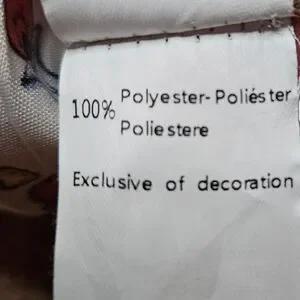 100% Polyester-Poliéster
Poliestere
Exclusive of decoration